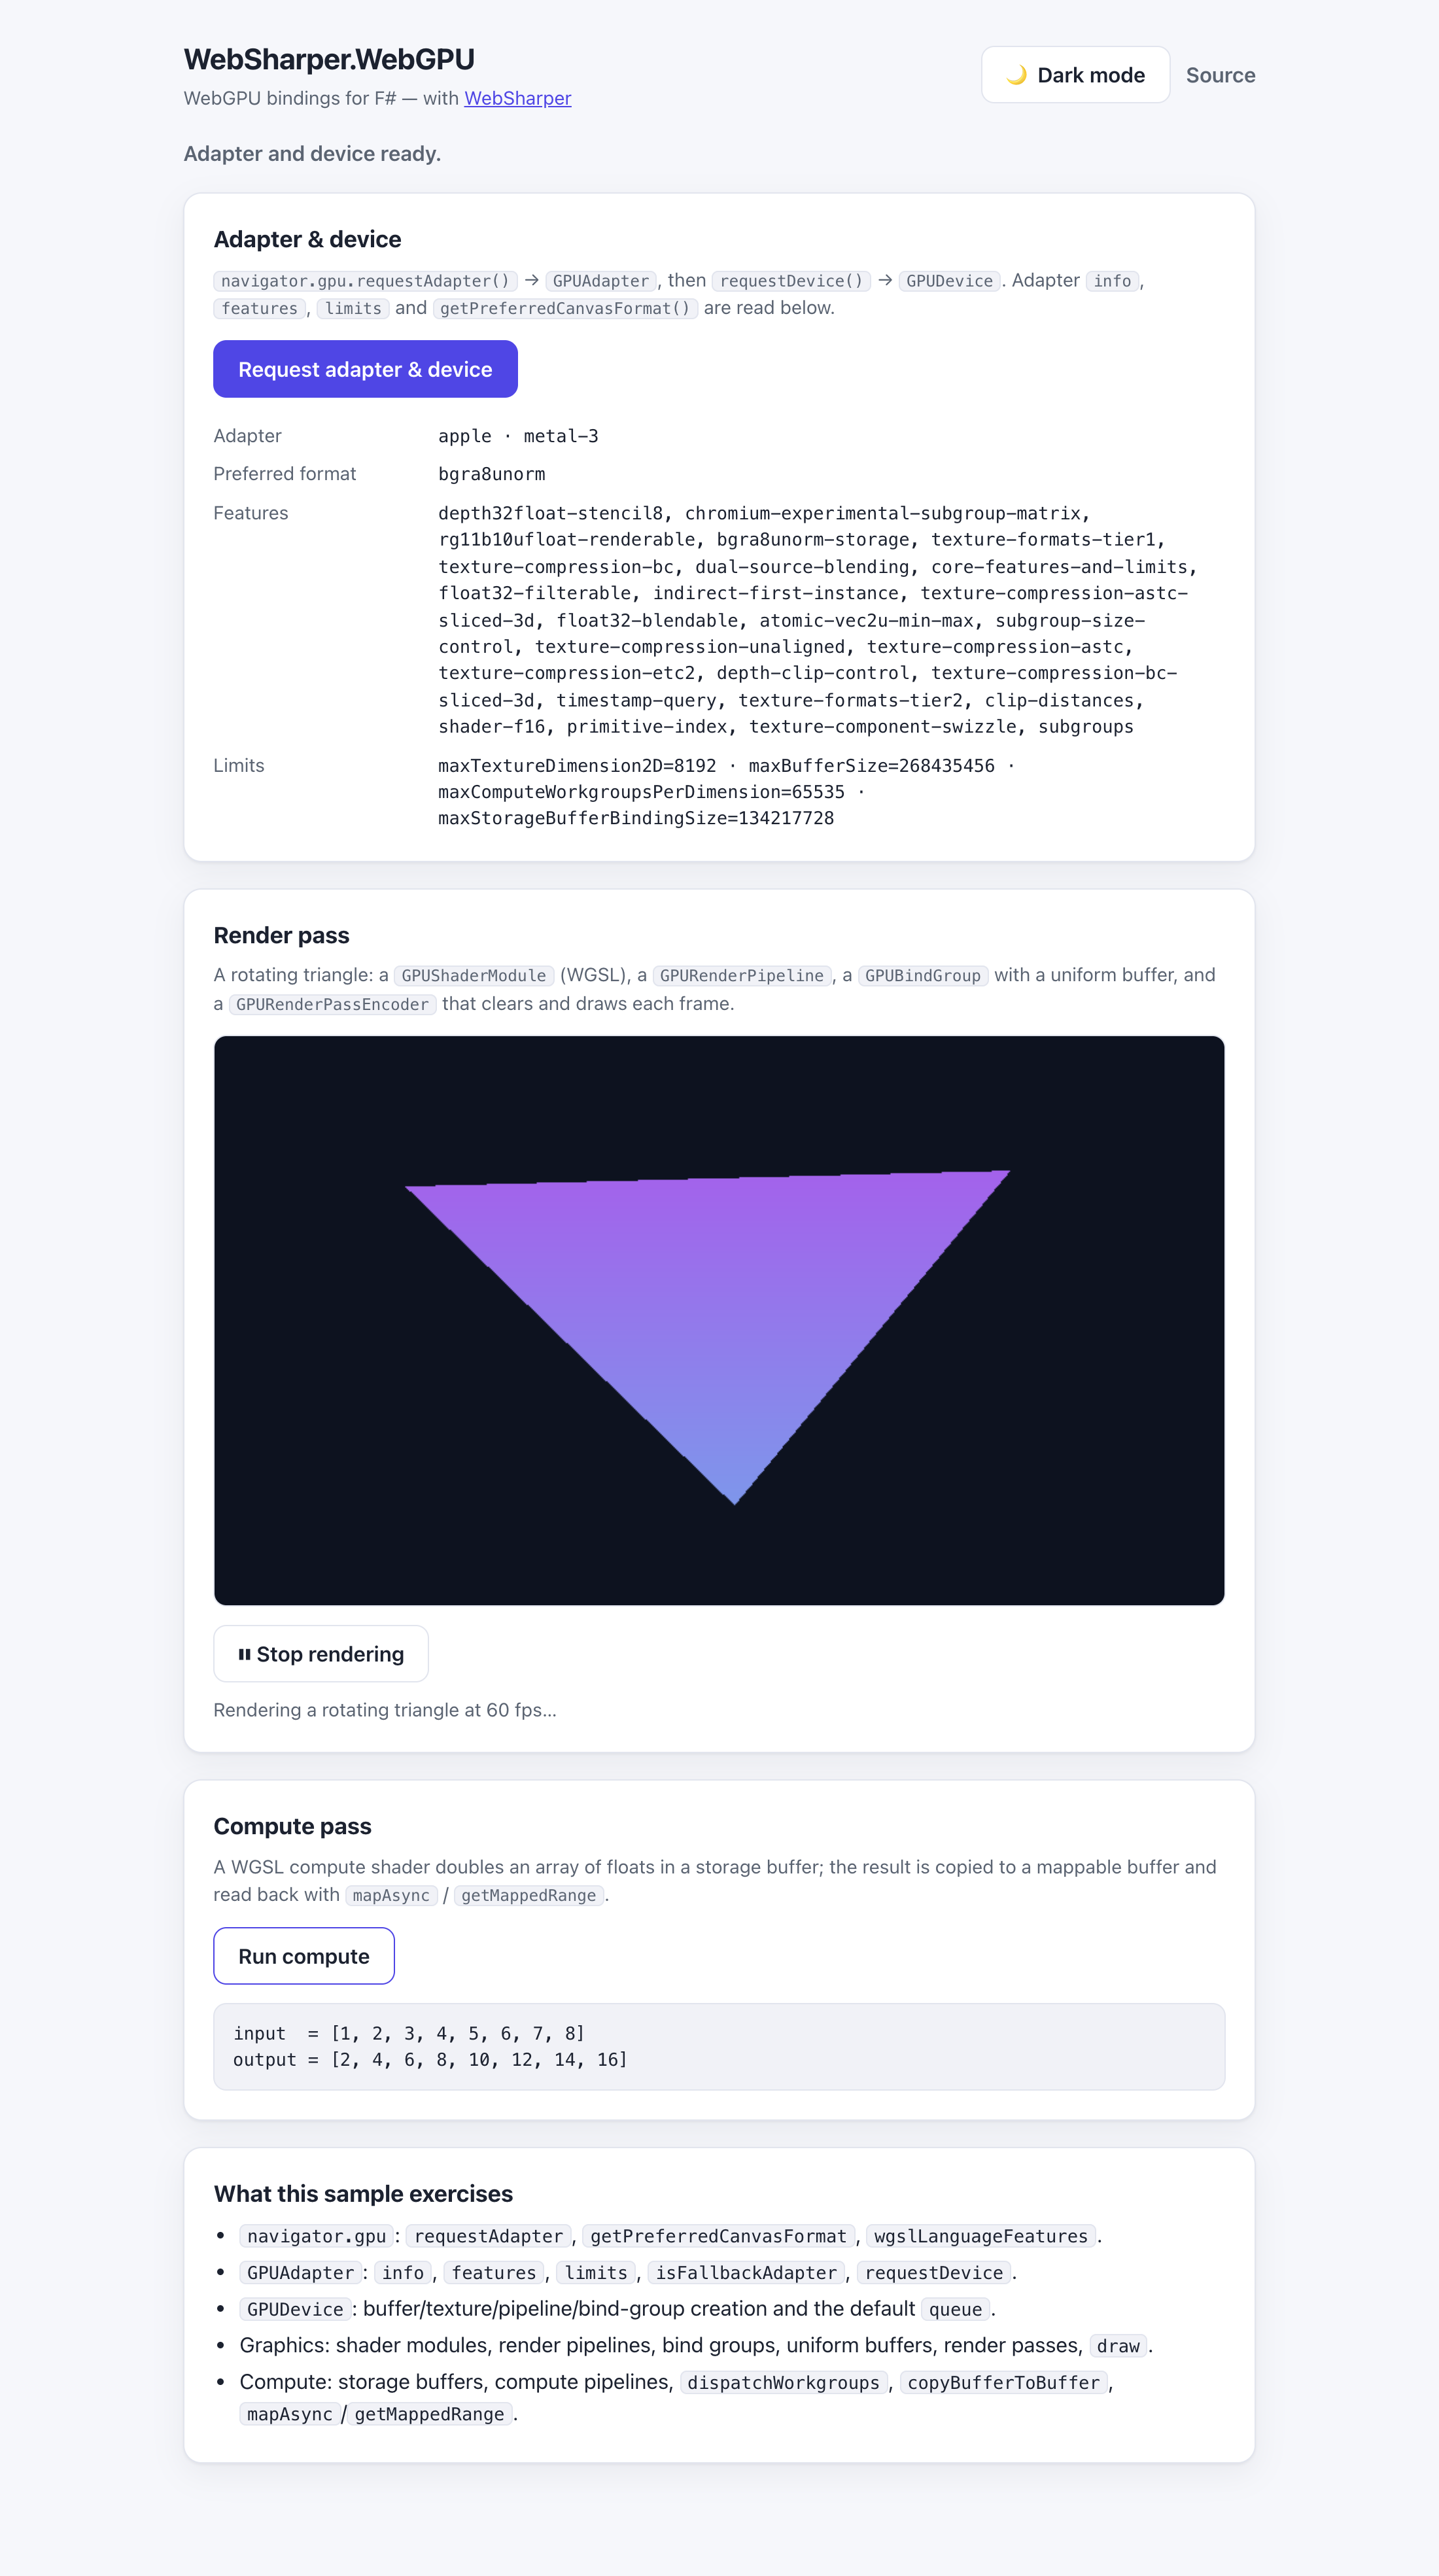 WebSharper.WebGPU
WebGPU bindings for F# — with WebSharper
🌙 Dark mode
Source
Adapter and device ready.
Adapter & device
navigator.gpu.requestAdapter() → GPUAdapter, then requestDevice() → GPUDevice. Adapter info,
features, limits and getPreferredCanvasFormat() are read below.
Request adapter & device
Adapter apple · metal-3
Preferred format bgra8unorm
Features depth32float-stencil8, chromium-experimental-subgroup-matrix,
rg11b10ufloat-renderable, bgra8unorm-storage, texture-formats-tier1,
texture-compression-bc, dual-source-blending, core-features-and-limits,
float32-filterable, indirect-first-instance, texture-compression-astc-
sliced-3d, float32-blendable, atomic-vec2u-min-max, subgroup-size-
control, texture-compression-unaligned, texture-compression-astc,
texture-compression-etc2, depth-clip-control, texture-compression-bc-
sliced-3d, timestamp-query, texture-formats-tier2, clip-distances,
shader-f16, primitive-index, texture-component-swizzle, subgroups
Limits maxTextureDimension2D=8192 · maxBufferSize=268435456 ·
maxComputeWorkgroupsPerDimension=65535 ·
maxStorageBufferBindingSize=134217728
Render pass
A rotating triangle: a GPUShaderModule (WGSL), a GPURenderPipeline, a GPUBindGroup with a uniform buffer, and
a GPURenderPassEncoder that clears and draws each frame.
⏸ Stop rendering
Rendering a rotating triangle at 60 fps…
Compute pass
A WGSL compute shader doubles an array of floats in a storage buffer; the result is copied to a mappable buffer and
read back with mapAsync / getMappedRange.
Run compute
input  = [1, 2, 3, 4, 5, 6, 7, 8]
output = [2, 4, 6, 8, 10, 12, 14, 16]
What this sample exercises
• navigator.gpu: requestAdapter, getPreferredCanvasFormat, wgslLanguageFeatures.
• GPUAdapter: info, features, limits, isFallbackAdapter, requestDevice.
• GPUDevice: buffer/texture/pipeline/bind-group creation and the default queue.
• Graphics: shader modules, render pipelines, bind groups, uniform buffers, render passes, draw.
• Compute: storage buffers, compute pipelines, dispatchWorkgroups, copyBufferToBuffer,
mapAsync/getMappedRange.